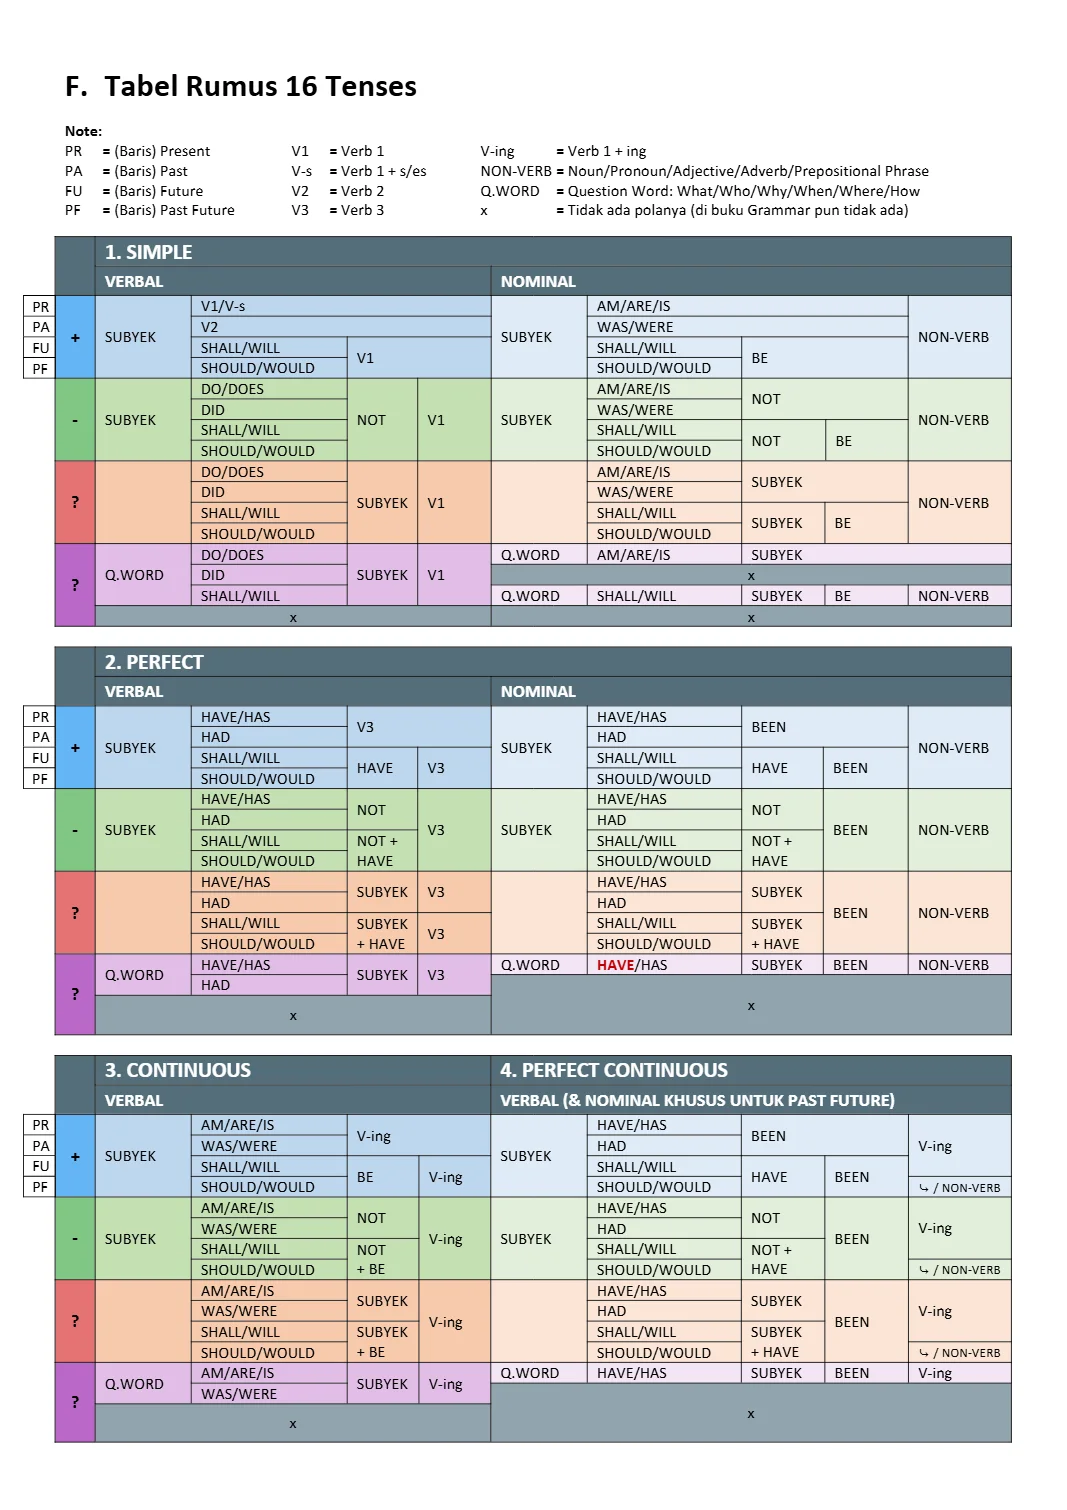 F. Tabel Rumus 16 Tenses
Note:
PR = (Baris) Present V1 = Verb 1 V-ing = Verb 1 + ing
PA = (Baris) Past V-s = Verb 1 + s/es NON-VERB = Noun/Pronoun/Adjective/Adverb/Prepositional Phrase
FU = (Baris) Future V2 = Verb 2 Q.WORD = Question Word: What/Who/Why/When/Where/How
PF = (Baris) Past Future V3 = Verb 3 x = Tidak ada polanya (di buku Grammar pun tidak ada)
1. SIMPLE
VERBAL NOMINAL
PR V1/V-s AM/ARE/IS
PA V2 WAS/WERE
+ SUBYEK SUBYEK NON-VERB
FU SHALL/WILL SHALL/WILL
V1 BE
PF SHOULD/WOULD SHOULD/WOULD
DO/DOES AM/ARE/IS
NOT
DID WAS/WERE
- SUBYEK NOT V1 SUBYEK NON-VERB
SHALL/WILL SHALL/WILL
NOT BE
SHOULD/WOULD SHOULD/WOULD
DO/DOES AM/ARE/IS
SUBYEK
DID WAS/WERE
? SUBYEK V1 NON-VERB
SHALL/WILL SHALL/WILL
SUBYEK BE
SHOULD/WOULD SHOULD/WOULD
DO/DOES Q.WORD AM/ARE/IS SUBYEK
Q.WORD DID SUBYEK V1 x
?
SHALL/WILL Q.WORD SHALL/WILL SUBYEK BE NON-VERB
x x
2. PERFECT
VERBAL NOMINAL
PR HAVE/HAS HAVE/HAS
V3 BEEN
PA HAD HAD
+ SUBYEK SUBYEK NON-VERB
FU SHALL/WILL SHALL/WILL
HAVE V3 HAVE BEEN
PF SHOULD/WOULD SHOULD/WOULD
HAVE/HAS HAVE/HAS
NOT NOT
HAD HAD
- SUBYEK V3 SUBYEK BEEN NON-VERB
SHALL/WILL NOT + SHALL/WILL NOT +
SHOULD/WOULD HAVE SHOULD/WOULD HAVE
HAVE/HAS HAVE/HAS
SUBYEK V3 SUBYEK
HAD HAD
? BEEN NON-VERB
SHALL/WILL SUBYEK SHALL/WILL SUBYEK
V3
SHOULD/WOULD + HAVE SHOULD/WOULD + HAVE
HAVE/HAS Q.WORD HAVE/HAS SUBYEK BEEN NON-VERB
Q.WORD SUBYEK V3
HAD
?
x x
3. CONTINUOUS 4. PERFECT CONTINUOUS
VERBAL VERBAL (& NOMINAL KHUSUS UNTUK PAST FUTURE)
PR AM/ARE/IS HAVE/HAS
V-ing BEEN V-ing
PA WAS/WERE HAD
+ SUBYEK SUBYEK
FU SHALL/WILL SHALL/WILL
BE V-ing HAVE BEEN
PF SHOULD/WOULD SHOULD/WOULD ⤷ / NON-VERB
AM/ARE/IS HAVE/HAS
NOT NOT
WAS/WERE HAD V-ing
- SUBYEK V-ing SUBYEK BEEN
SHALL/WILL NOT SHALL/WILL NOT +
SHOULD/WOULD + BE SHOULD/WOULD HAVE ⤷ / NON-VERB
AM/ARE/IS HAVE/HAS
SUBYEK SUBYEK
WAS/WERE HAD V-ing
? V-ing BEEN
SHALL/WILL SUBYEK SHALL/WILL SUBYEK
SHOULD/WOULD + BE SHOULD/WOULD + HAVE ⤷ / NON-VERB
AM/ARE/IS Q.WORD HAVE/HAS SUBYEK BEEN V-ing
Q.WORD SUBYEK V-ing
WAS/WERE
?
x x